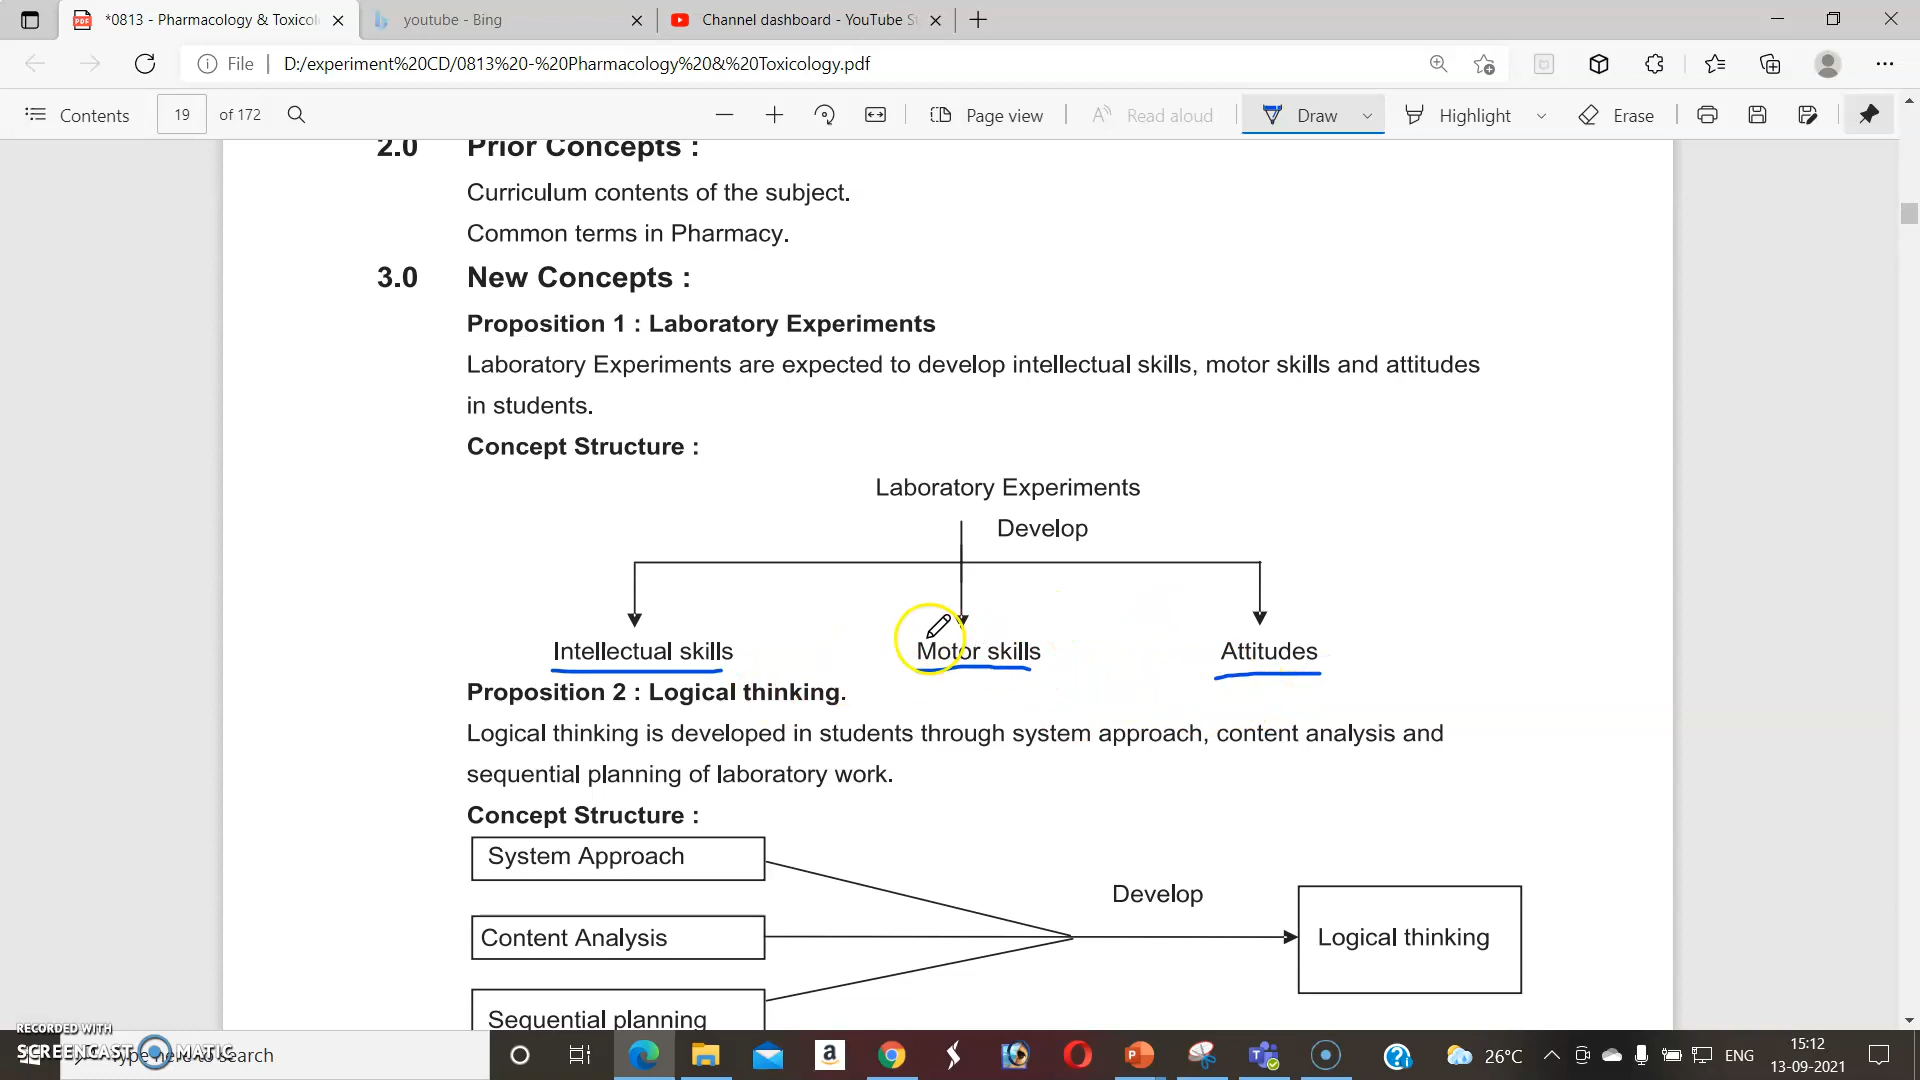 *0813 - Pharmacology & Toxicol
youtube - Bing
Channel dashboard - YouTube S
File D:/experiment%20CD/0813%20-%20Pharmacology%20&%20Toxicology.pdf
Contents 19 of 172 Page view Read aloud Draw Highlight Erase
2.0 Prior Concepts :
Curriculum contents of the subject.
Common terms in Pharmacy.
3.0 New Concepts :
Proposition 1 : Laboratory Experiments
Laboratory Experiments are expected to develop intellectual skills, motor skills and attitudes
in students.
Concept Structure :
Laboratory Experiments
Develop
Intellectual skills Motor skills Attitudes
Proposition 2 : Logical thinking.
Logical thinking is developed in students through system approach, content analysis and
sequential planning of laboratory work.
Concept Structure :
System Approach
Develop
Content Analysis
Logical thinking
Sequential planning
RECORDED WITH
SCREENCAST MATIC
Type here to search
26°C ENG
15:12
13-09-2021